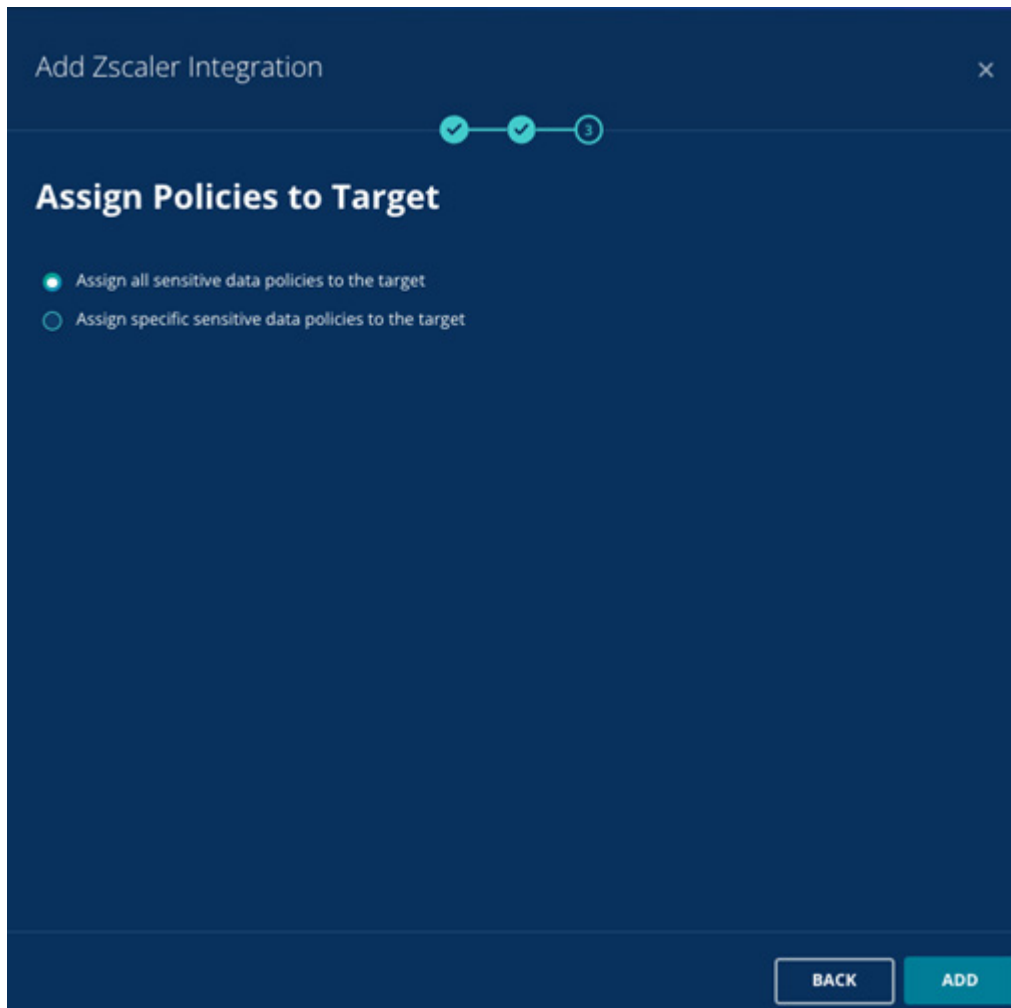 Add Zscaler Integration
3
Assign Policies to Target
Assign all sensitive data policies to the target
Assign specific sensitive data policies to the target
BACK
ADD